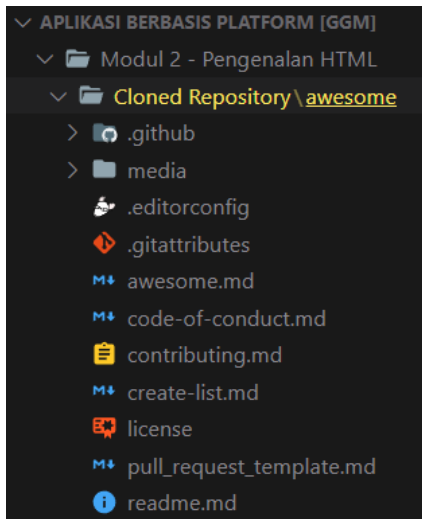 APLIKASI BERBASIS PLATFORM [GGM]
Modul 2 - Pengenalan HTML
Cloned Repository\awesome
.github
media
.editorconfig
.gitattributes
awesome.md
code-of-conduct.md
contributing.md
create-list.md
license
pull_request_template.md
readme.md